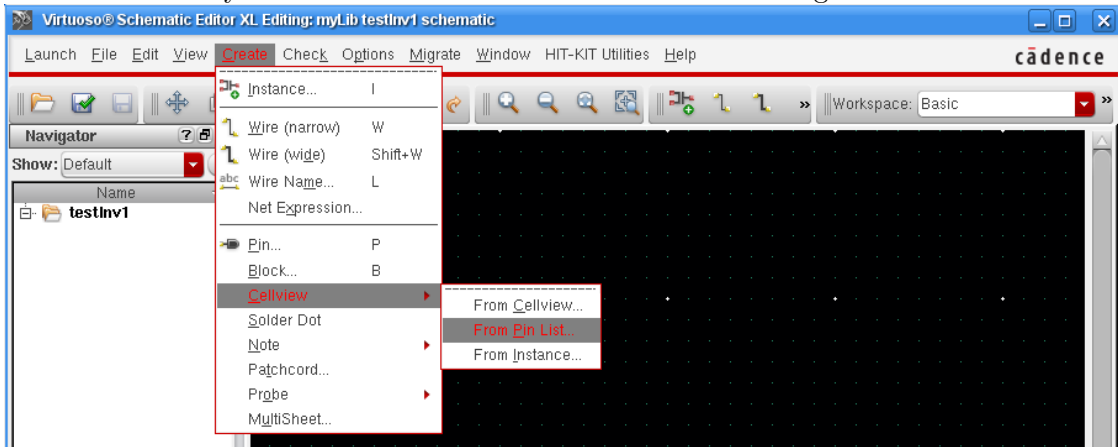 Virtuoso® Schematic Editor XL Editing: myLib testInv1 schematic
Launch File Edit View Create Check Options Migrate Window HIT-KIT Utilities Help cādence
Workspace: Basic
Navigator
Show: Default
Name
testInv1
Instance... I
Wire (narrow) W
Wire (wide) Shift+W
abc Wire Name... L
Net Expression...
Pin... P
Block... B
Cellview
Solder Dot
Note
Patchcord...
Probe
MultiSheet...
From Cellview...
From Pin List...
From Instance...